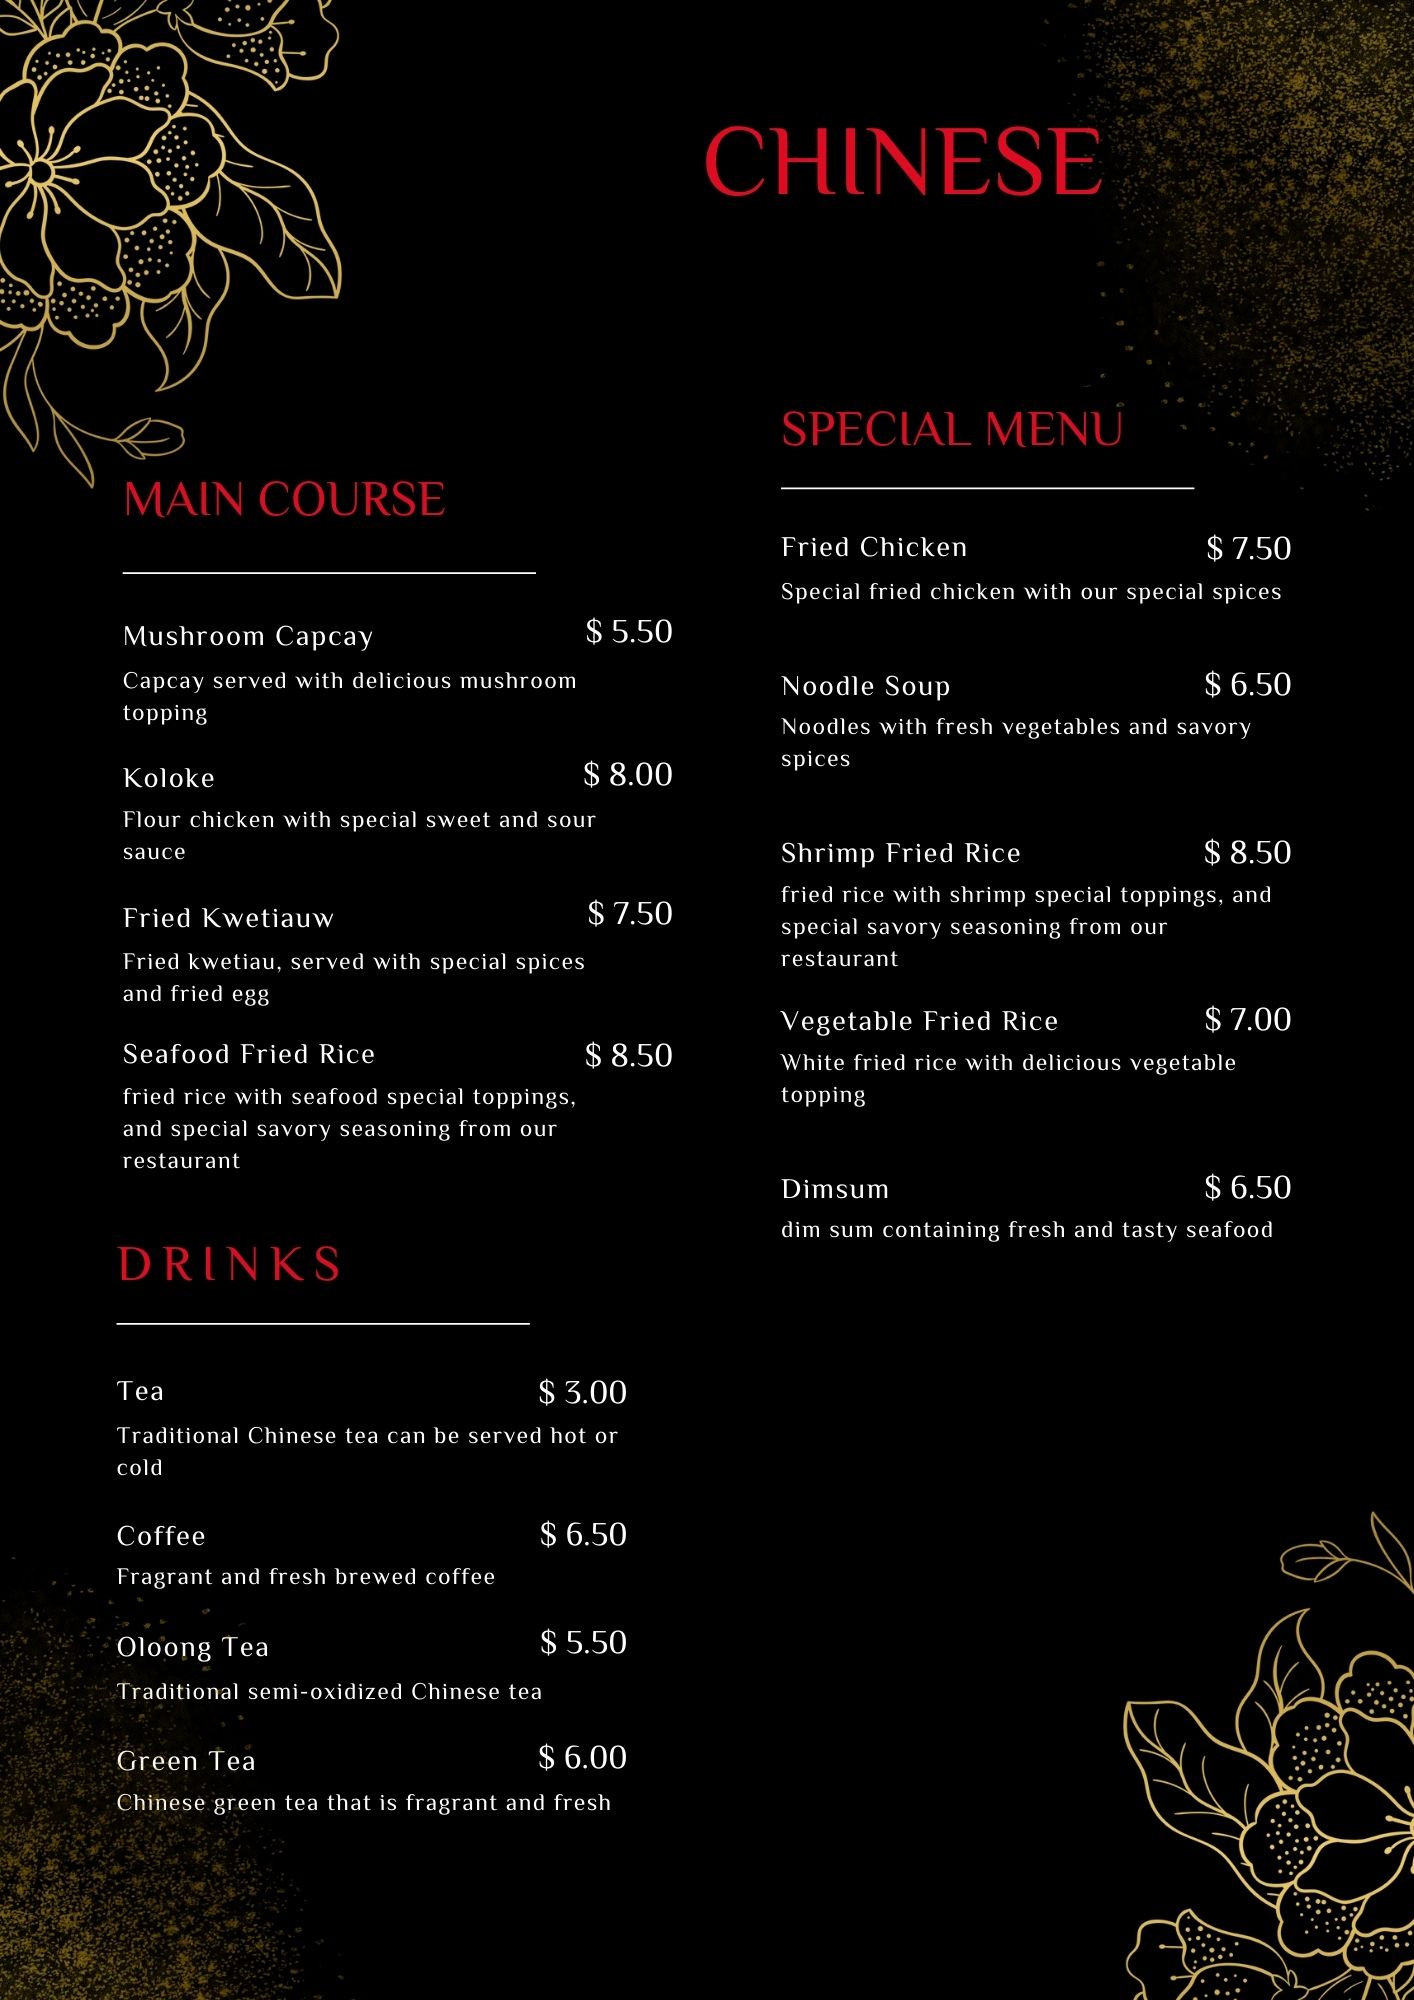 CHINESE
MAIN COURSE
Mushroom Capcay $ 5.50
Capcay served with delicious mushroom
topping
Koloke $ 8.00
Flour chicken with special sweet and sour
sauce
Fried Kwetiauw $ 7.50
Fried kwetiau, served with special spices
and fried egg
Seafood Fried Rice $ 8.50
fried rice with seafood special toppings,
and special savory seasoning from our
restaurant
DRINKS
Tea $ 3.00
Traditional Chinese tea can be served hot or
cold
Coffee $ 6.50
Fragrant and fresh brewed coffee
Oloong Tea $ 5.50
Traditional semi-oxidized Chinese tea
Green Tea $ 6.00
Chinese green tea that is fragrant and fresh
SPECIAL MENU
Fried Chicken $ 7.50
Special fried chicken with our special spices
Noodle Soup $ 6.50
Noodles with fresh vegetables and savory
spices
Shrimp Fried Rice $ 8.50
fried rice with shrimp special toppings, and
special savory seasoning from our
restaurant
Vegetable Fried Rice $ 7.00
White fried rice with delicious vegetable
topping
Dimsum $ 6.50
dim sum containing fresh and tasty seafood